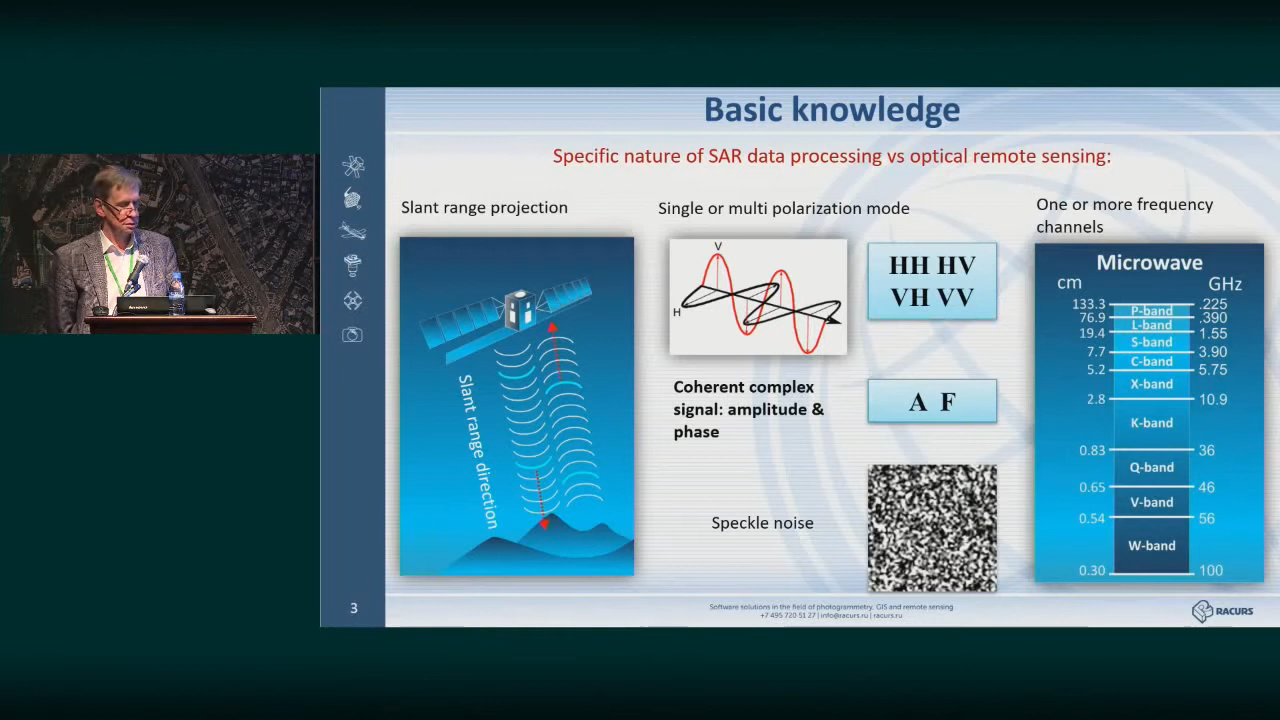 Basic knowledge
Specific nature of SAR data processing vs optical remote sensing:
Slant range projection
Slant range direction
Single or multi polarization mode
V
H
HH HV
VH VV
Coherent complex
signal: amplitude &
phase
A F
Speckle noise
One or more frequency
channels
Microwave
cm GHz
133.3 .225
P-band
76.9 .390
L-band
19.4 1.55
S-band
7.7 3.90
C-band
5.2 5.75
X-band
2.8 10.9
K-band
0.83 36
Q-band
0.65 46
V-band
0.54 56
W-band
0.30 100
3
Software solutions in the field of photogrammetry, GIS and remote sensing
+7 495 720 51 27 | info@racurs.ru | racurs.ru
RACURS
lenovo